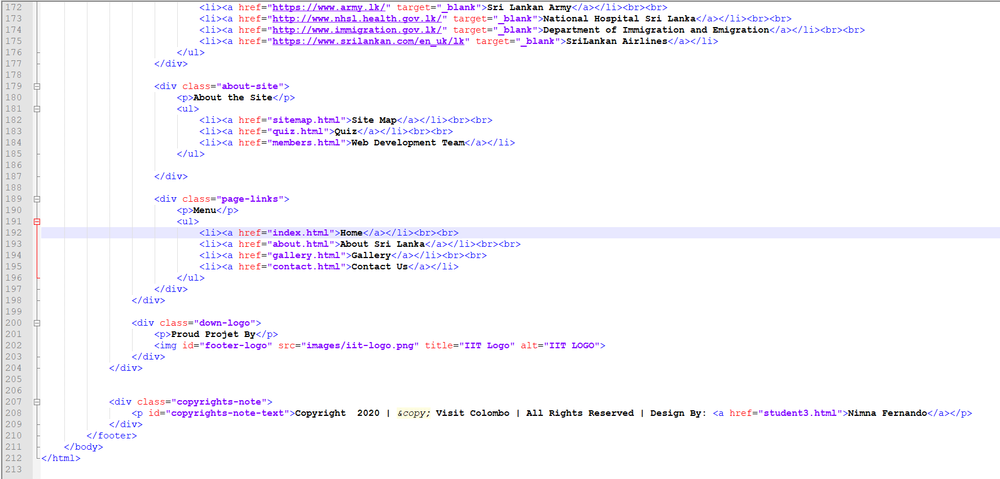 172 <li><a href="https://www.army.lk/" target="_blank">Sri Lankan Army</a></li><br><br>
173 <li><a href="http://www.nhsl.health.gov.lk/" target="_blank">National Hospital Sri Lanka</a></li><br><br>
174 <li><a href="http://www.immigration.gov.lk/" target="_blank">Department of Immigration and Emigration</a></li><br><br>
175 <li><a href="https://www.srilankan.com/en_uk/lk" target="_blank">SriLankan Airlines</a></li>
176 </ul>
177 </div>
178
179 <div class="about-site">
180 <p>About the Site</p>
181 <ul>
182 <li><a href="sitemap.html">Site Map</a></li><br><br>
183 <li><a href="quiz.html">Quiz</a></li><br><br>
184 <li><a href="members.html">Web Development Team</a></li>
185 </ul>
186
187 </div>
188
189 <div class="page-links">
190 <p>Menu</p>
191 <ul>
192 <li><a href="index.html">Home</a></li><br><br>
193 <li><a href="about.html">About Sri Lanka</a></li><br><br>
194 <li><a href="gallery.html">Gallery</a></li><br><br>
195 <li><a href="contact.html">Contact Us</a></li>
196 </ul>
197 </div>
198 </div>
199
200 <div class="down-logo">
201 <p>Proud Projet By</p>
202 <img id="footer-logo" src="images/iit-logo.png" title="IIT Logo" alt="IIT LOGO">
203 </div>
204 </div>
205
206
207 <div class="copyrights-note">
208 <p id="copyrights-note-text">Copyright  2020 | &copy; Visit Colombo | All Rights Reserved | Design By: <a href="student3.html">Nimna Fernando</a></p>
209 </div>
210 </footer>
211 </body>
212 </html>
213